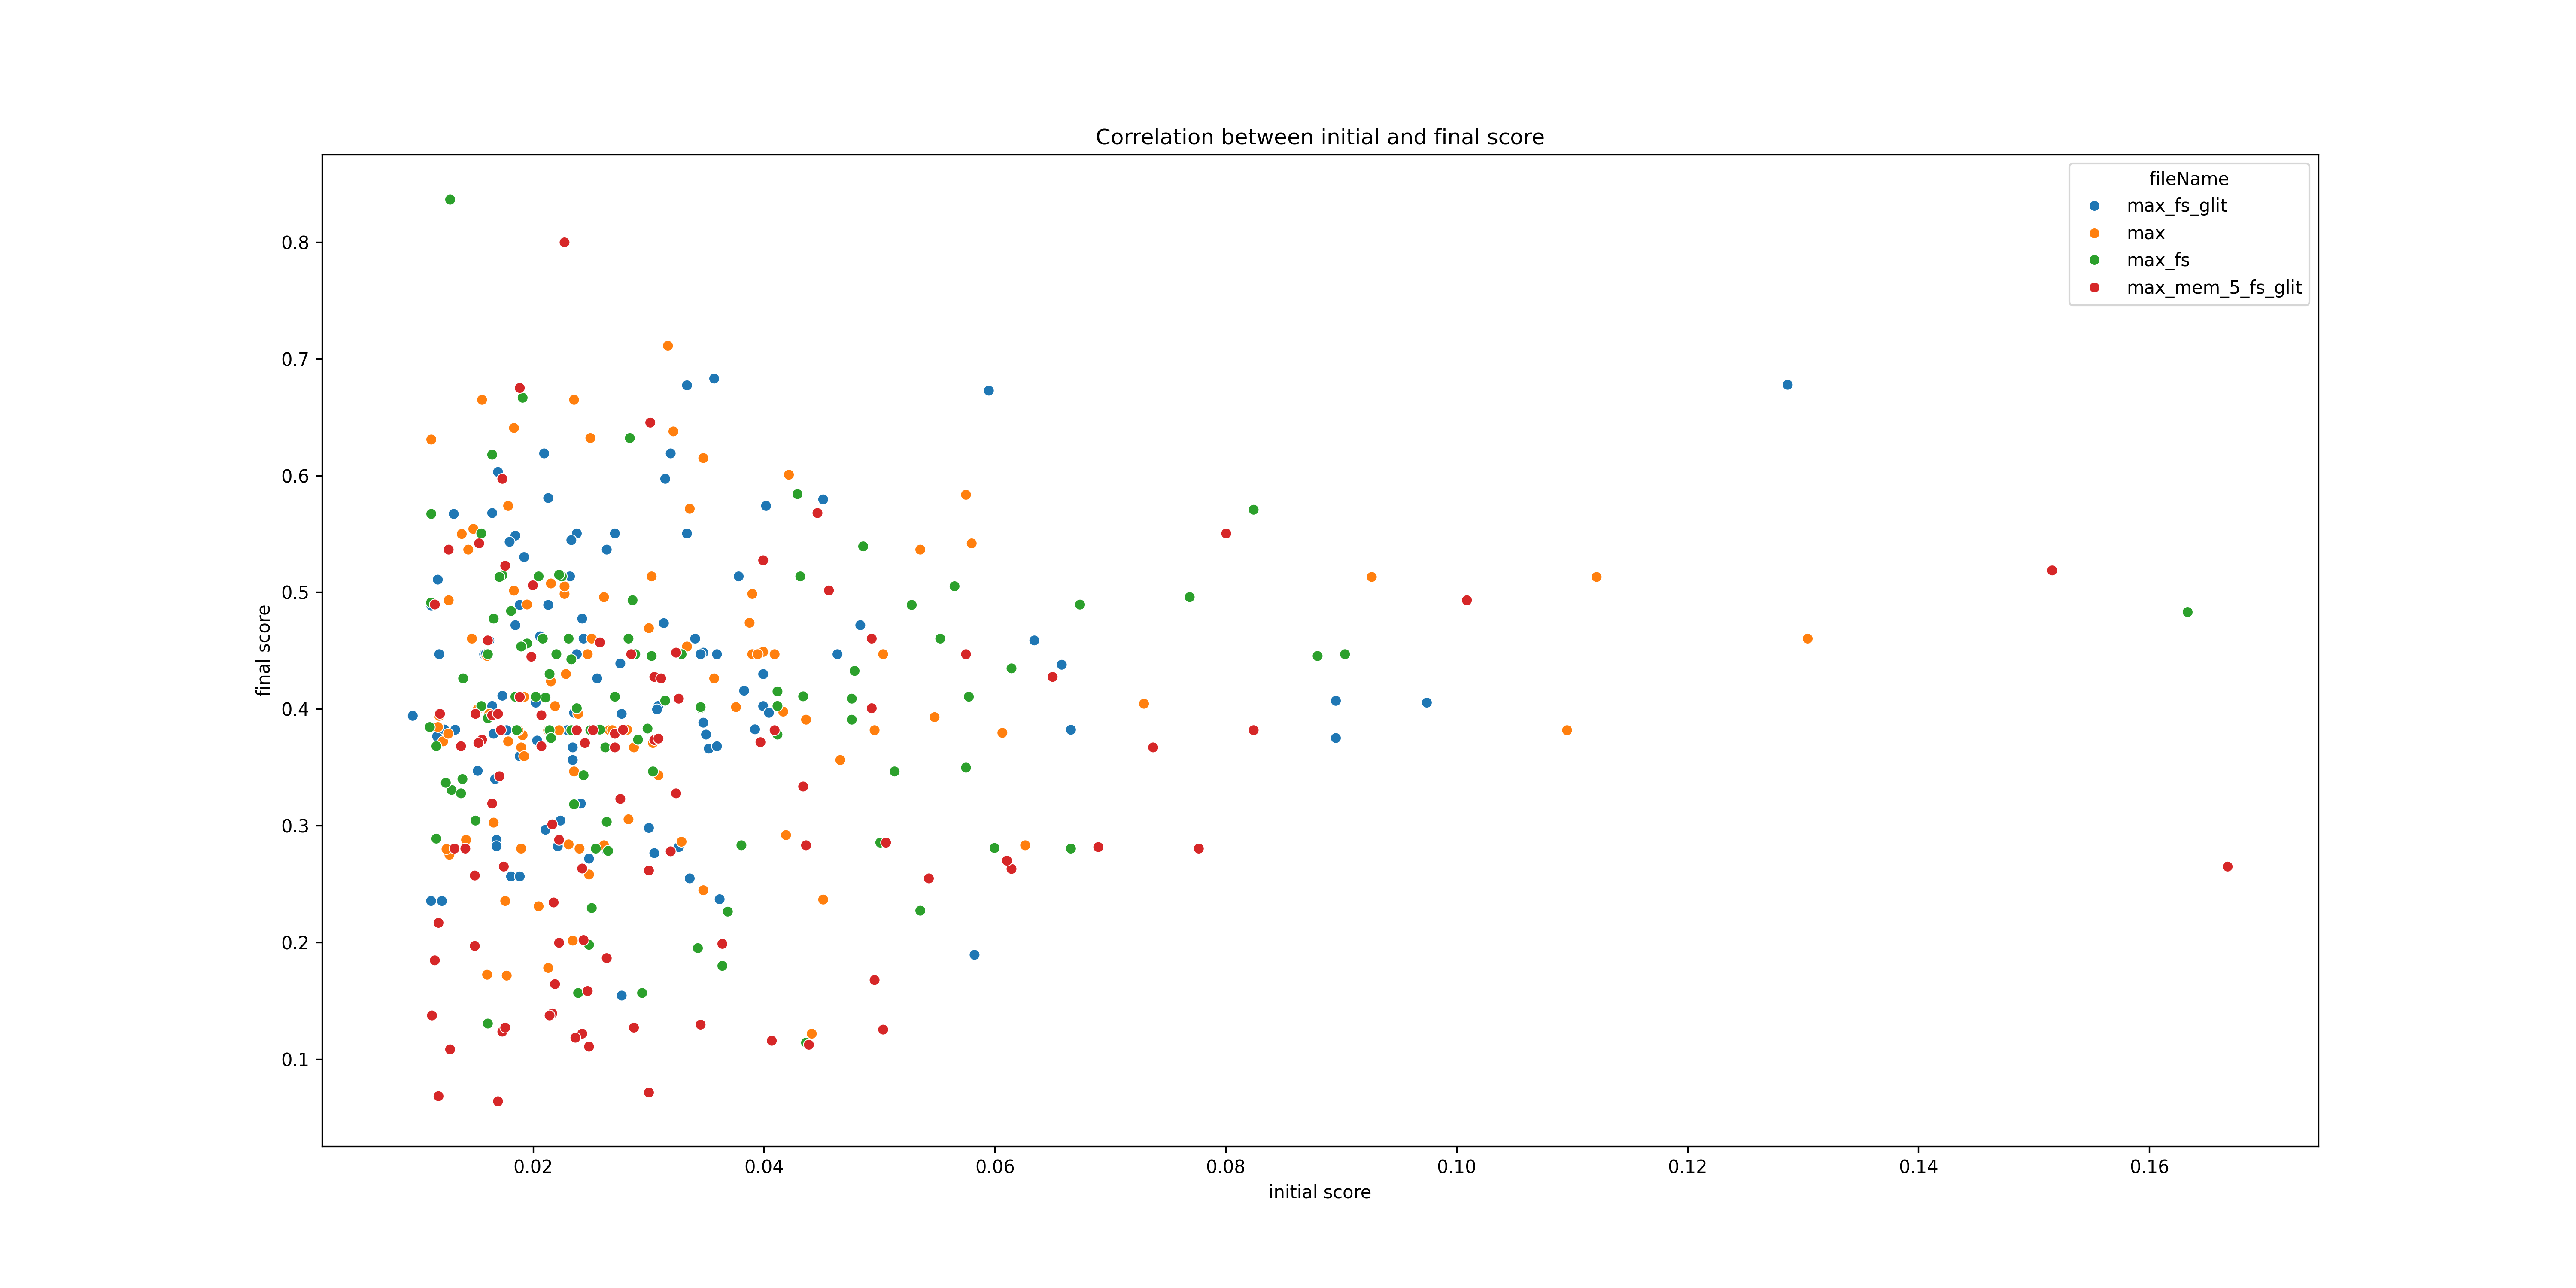 Correlation between initial and final score
fileName
max_fs_glit
max
max_fs
max_mem_5_fs_glit
final score
0.8
0.7
0.6
0.5
0.4
0.3
0.2
0.1
0.02 0.04 0.06 0.08 0.10 0.12 0.14 0.16
initial score